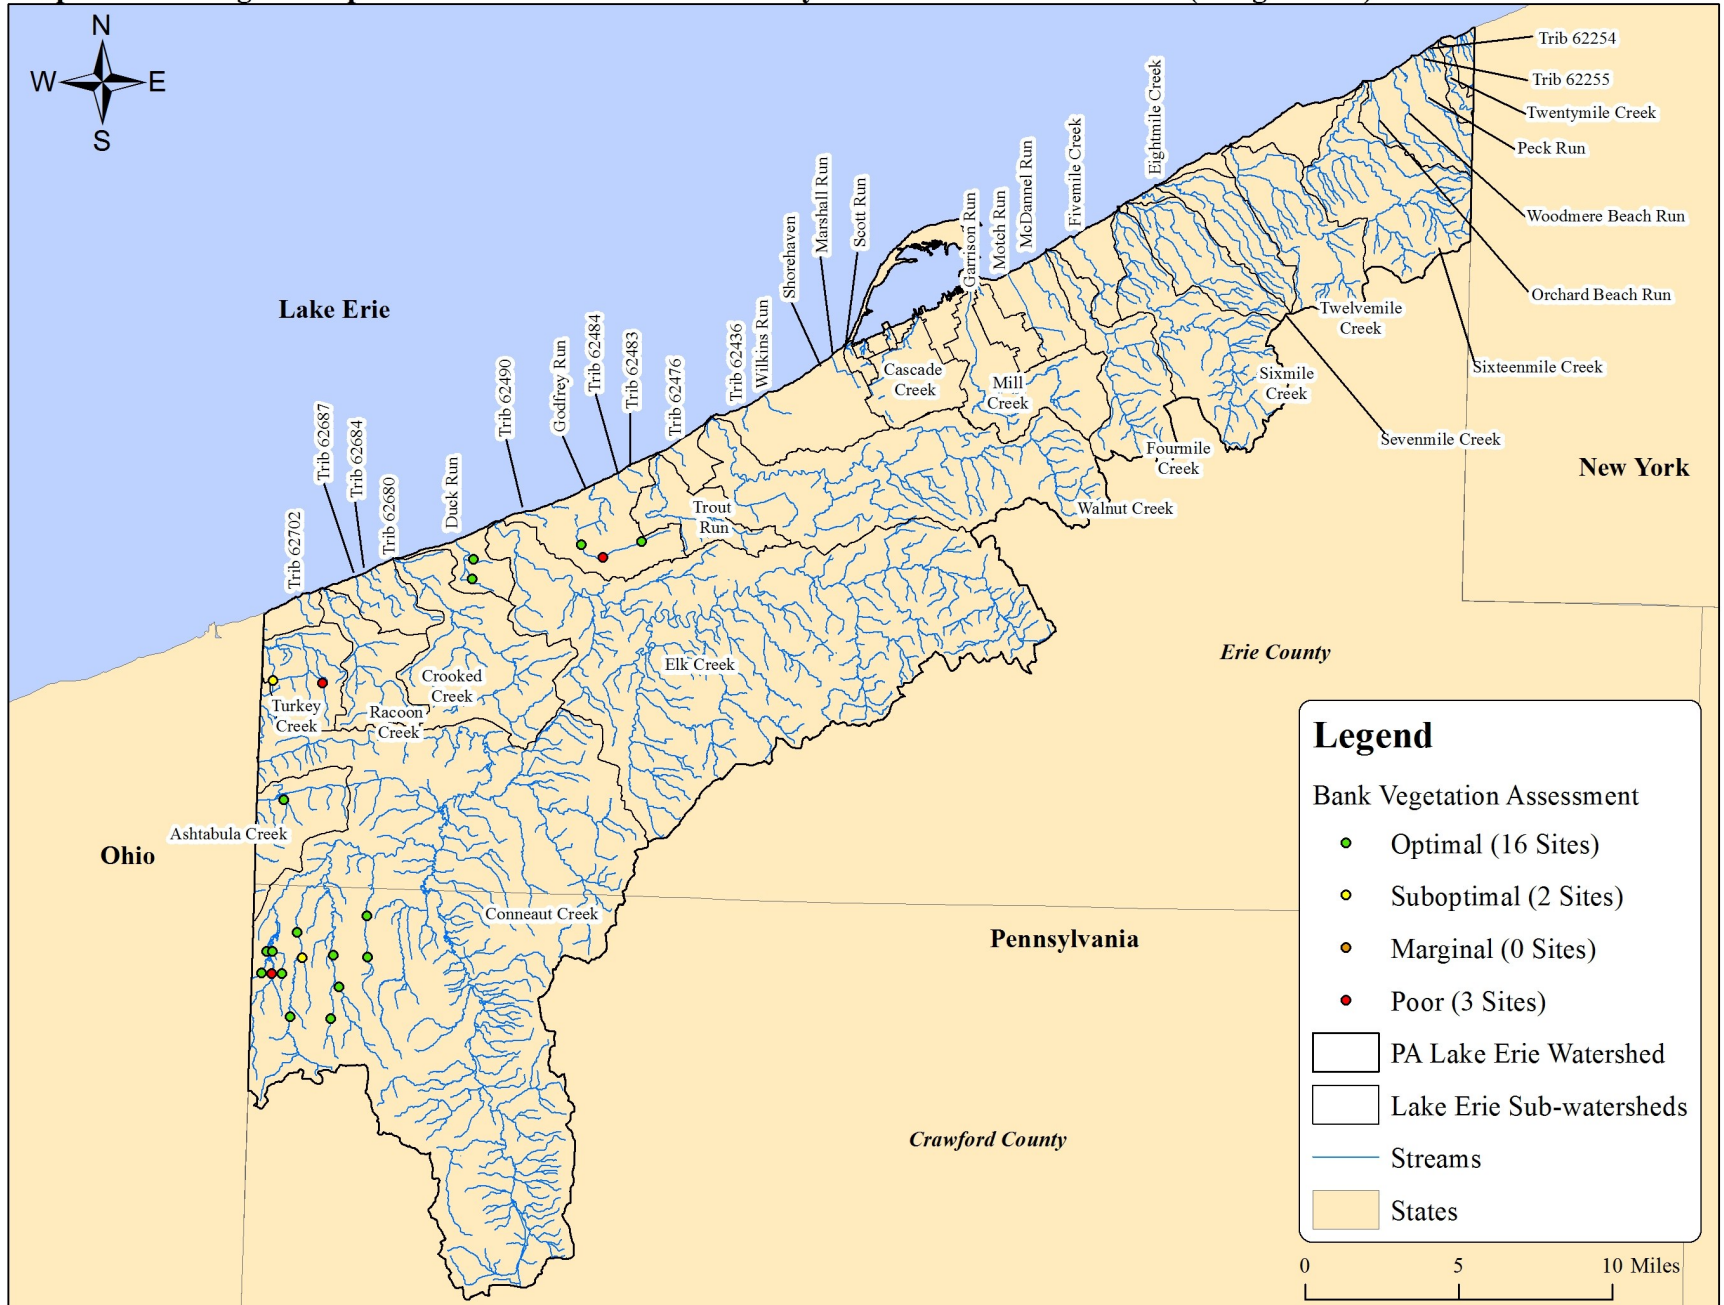 N
W E
S
Lake Erie
Trib 62702
Trib 62687
Trib 62684
Trib 62680
Duck Run
Trib 62490
Godfrey Run
Trib 62484
Trib 62483
Trib 62476
Trib 62436
Wilkins Run
Shorehaven
Marshall Run
Scott Run
Garrison Run
Motch Run
McDannel Run
Fivemile Creek
Eightmile Creek
Trib 62254
Trib 62255
Twentymile Creek
Peck Run
Woodmere Beach Run
Orchard Beach Run
Sixteenmile Creek
Twelvemile
Creek
Sevenmile Creek
Sixmile
Creek
Fourmile
Creek
Cascade
Creek
Mill
Creek
Walnut Creek
Trout
Run
Elk Creek
Crooked
Creek
Racoon
Creek
Turkey
Creek
Ashtabula Creek
Conneaut Creek
Ohio
New York
Erie County
Pennsylvania
Crawford County
Legend
Bank Vegetation Assessment
Optimal (16 Sites)
Suboptimal (2 Sites)
Marginal (0 Sites)
Poor (3 Sites)
PA Lake Erie Watershed
Lake Erie Sub-watersheds
Streams
States
0 5 10 Miles